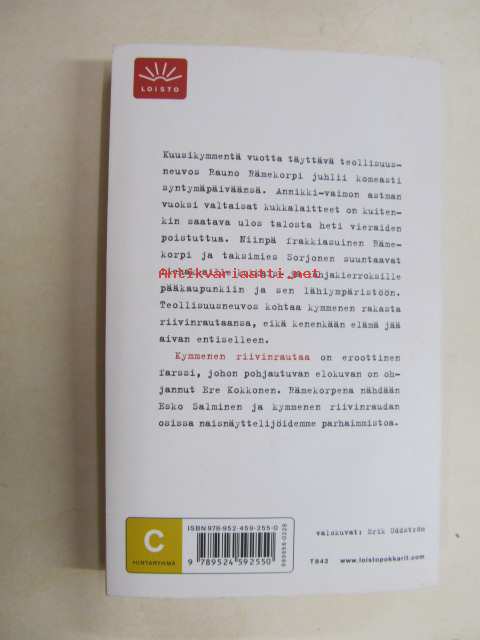 LOISTO
Kuusikymmentä vuotta täyttävä teollisuus-
neuvos Rauno Rämekorpi juhlii komeasti
syntymäpäiväänsä. Annikki-vaimon astman
vuoksi valtaisat kukkalaitteet on kuiten-
kin saatava ulos talosta heti vieraiden
poistuttua. Niinpä frakkiasuinen Räme-
korpi ja taksimies Sorjonen suuntaavat
Antikvariaatti.net
pääkaupunkiin ja sen lähiympäristöön.
Teollisuusneuvos kohtaa kymmenen rakasta
riivinrautaansa, eikä kenenkään elämä jää
aivan entiselleen.
Kymmenen riivinrautaa on eroottinen
farssi, johon pohjautuvan elokuvan on oh-
jannut Ere Kokkonen. Rämekorpena nähdään
Esko Salminen ja kymmenen riivinraudan
osissa naisnäyttelijöidemme parhaimmistoa.
C
HINTARYHMÄ
ISBN 978-952-459-255-0
9 789524 592550
valokuvat: Erik Uddström
T842 www.loistopokkarit.com